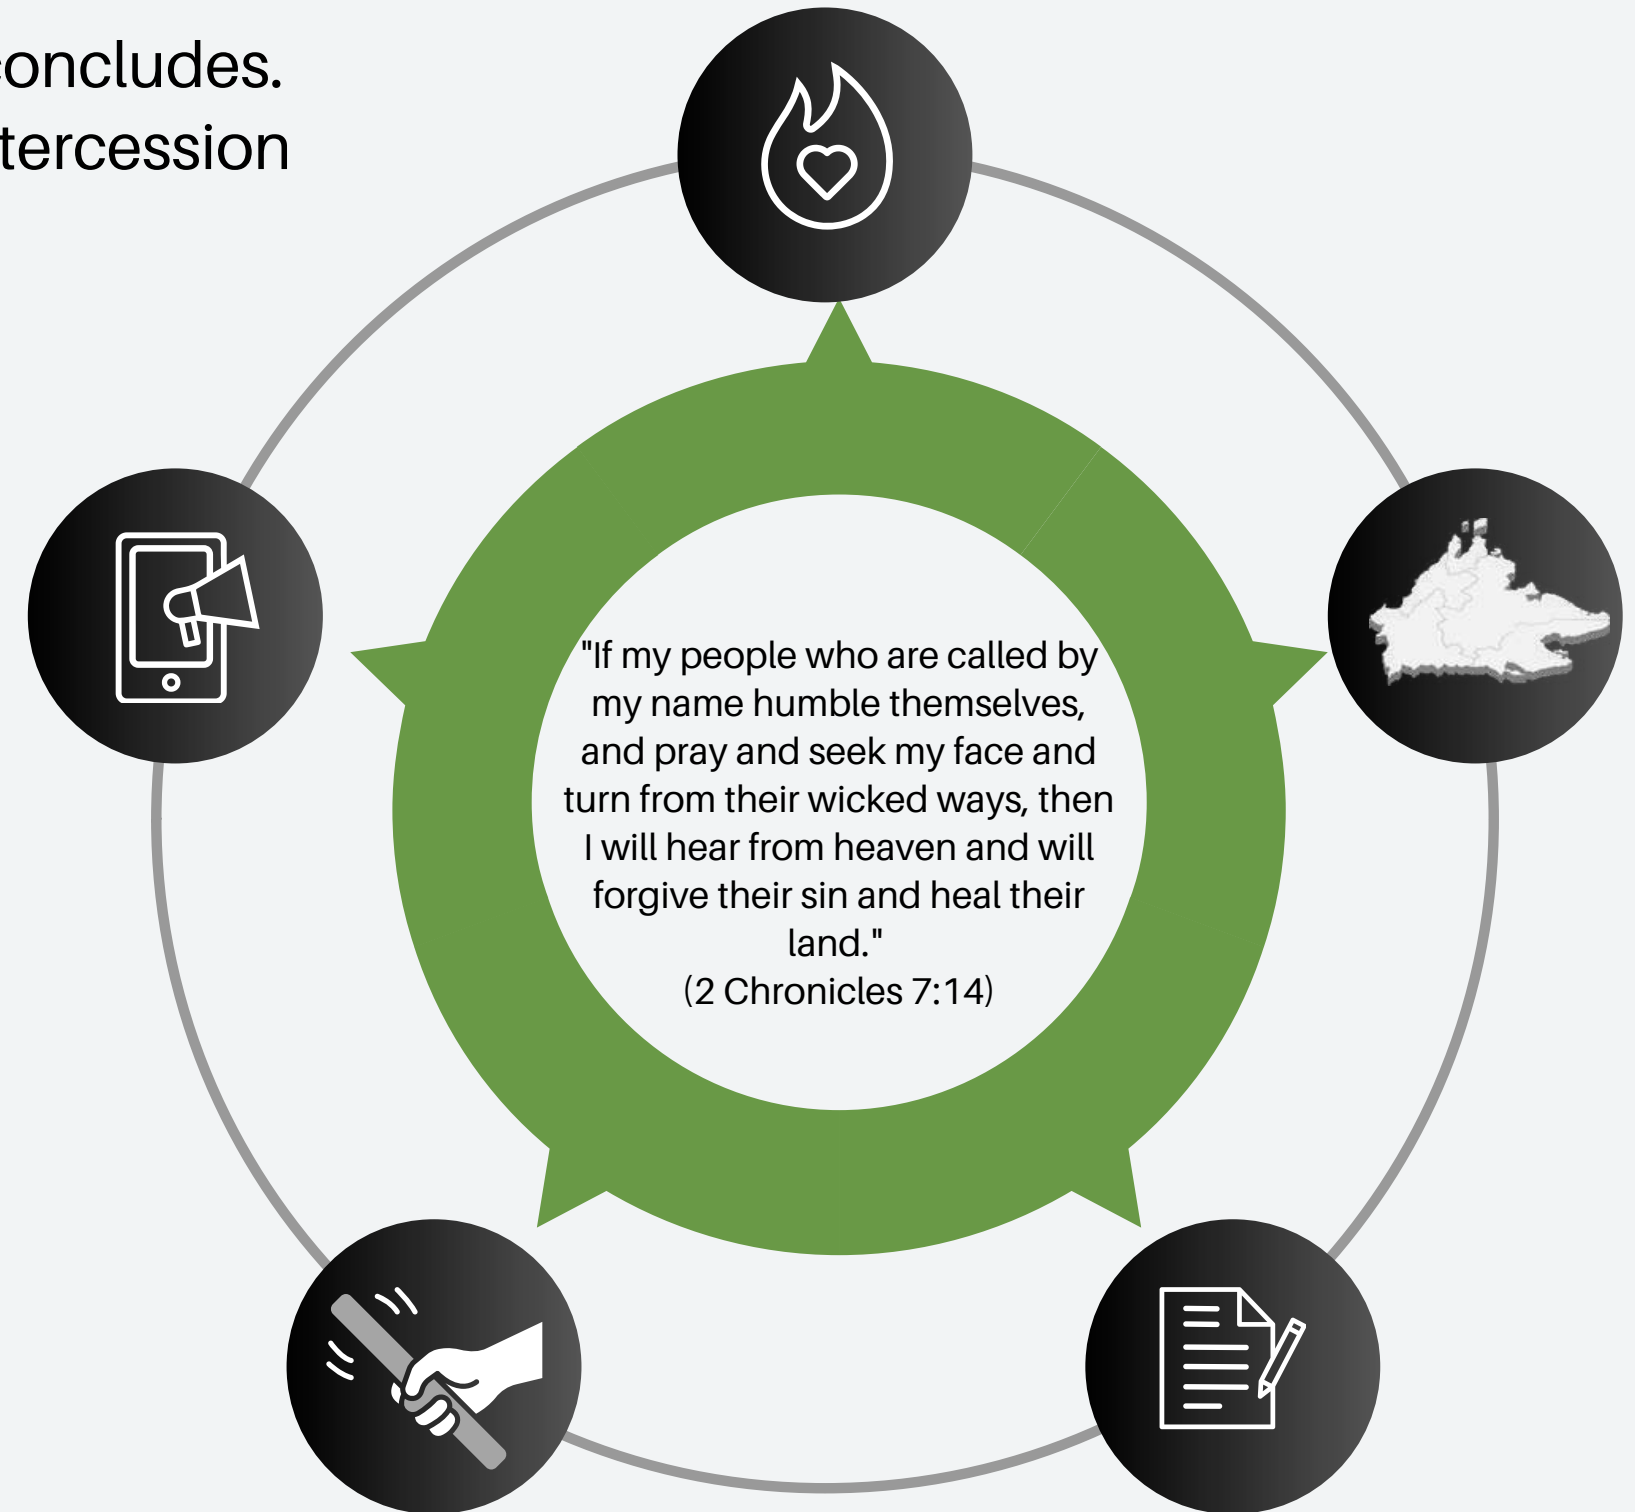 concludes.
tercession
"If my people who are called by
my name humble themselves,
and pray and seek my face and
turn from their wicked ways, then
I will hear from heaven and will
forgive their sin and heal their
land."
(2 Chronicles 7:14)